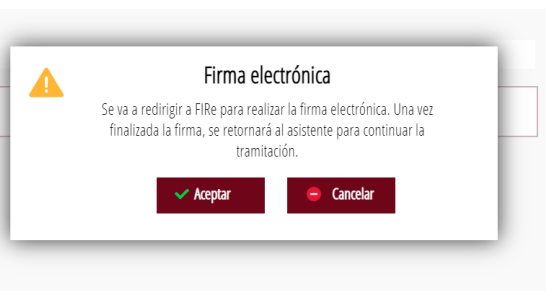 Firma electrónica
Se va a redirigir a FIRe para realizar la firma electrónica. Una vez
finalizada la firma, se retornará al asistente para continuar la
tramitación.
Aceptar
Cancelar